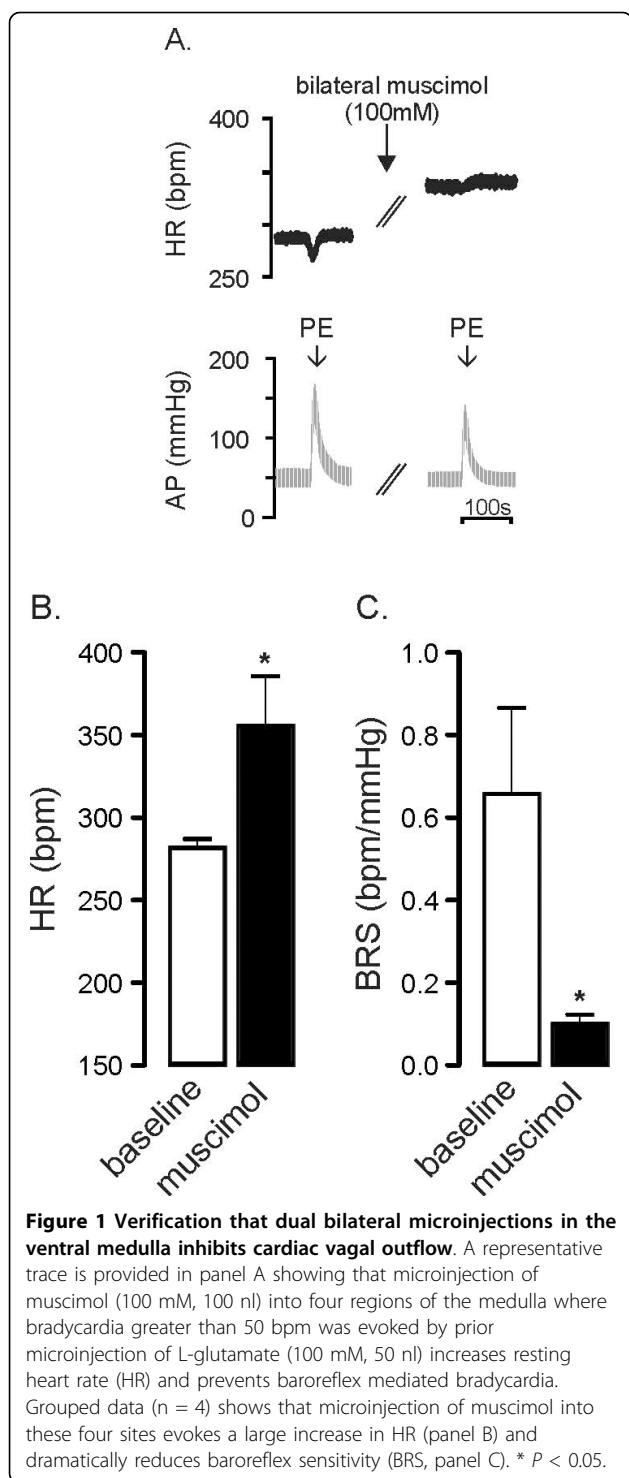 A.
bilateral muscimol
(100mM)
400
HR (bpm)
250
PE
PE
200
AP (mmHg)
100
0
100s
B.
400
350
HR (bpm)
300
250
200
150
baseline
*
muscimol
C.
1.0
0.8
BRS (bpm/mmHg)
0.6
0.4
0.2
0.0
baseline
*
muscimol
Figure 1 Verification that dual bilateral microinjections in the
ventral medulla inhibits cardiac vagal outflow. A representative
trace is provided in panel A showing that microinjection of
muscimol (100 mM, 100 nl) into four regions of the medulla where
bradycardia greater than 50 bpm was evoked by prior
microinjection of L-glutamate (100 mM, 50 nl) increases resting
heart rate (HR) and prevents baroreflex mediated bradycardia.
Grouped data (n = 4) shows that microinjection of muscimol into
these four sites evokes a large increase in HR (panel B) and
dramatically reduces baroreflex sensitivity (BRS, panel C). * P < 0.05.